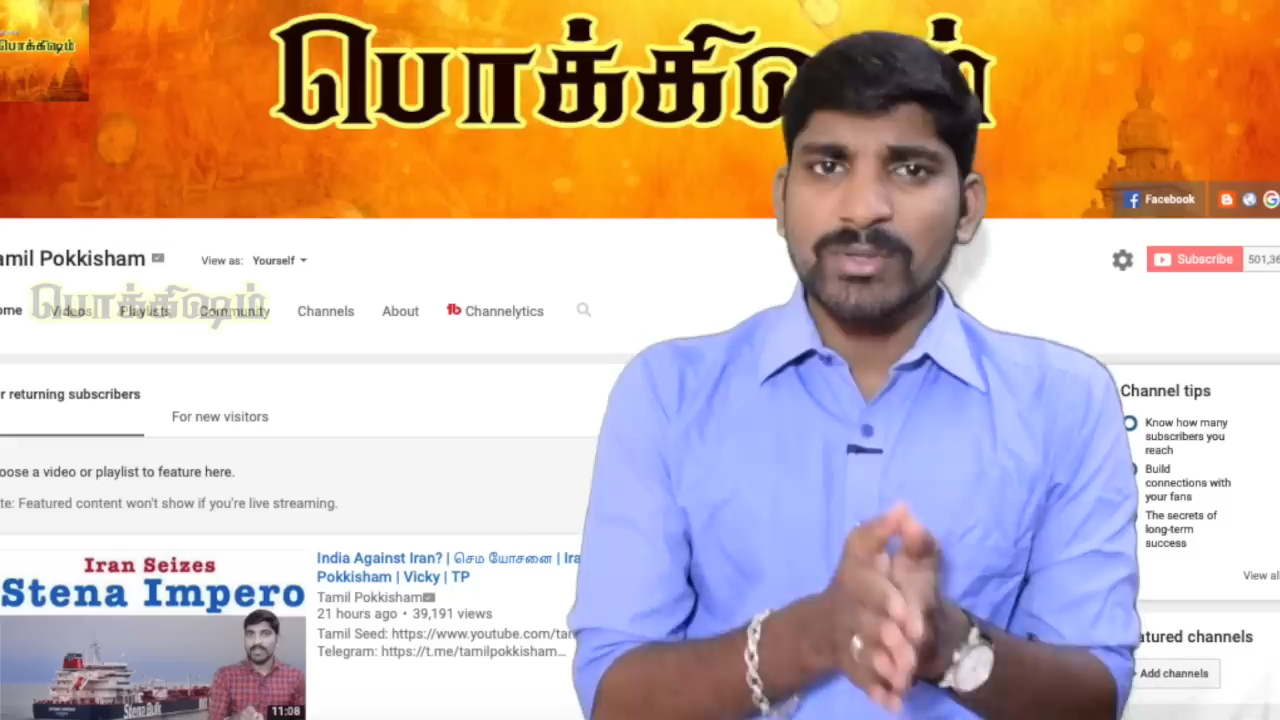 பொக்கிஷம்
பொக்கிஷம்
Facebook
amil Pokkisham
View as: Yourself
Subscribe 501,36
பொக்கிஷம்
ome Videos Playlists Community Channels About Channelytics
r returning subscribers
For new visitors
oose a video or playlist to feature here.
te: Featured content won't show if you're live streaming.
Iran Seizes
Stena Impero
Stena Bulk
11:08
India Against Iran? | செம யோசனை | Ira
Pokkisham | Vicky | TP
Tamil Pokkisham
21 hours ago • 39,191 views
Tamil Seed: https://www.youtube.com/tan
Telegram: https://t.me/tamilpokkisham...
Channel tips
Know how many
subscribers you
reach
Build
connections with
your fans
The secrets of
long-term
success
View al
atured channels
Add channels